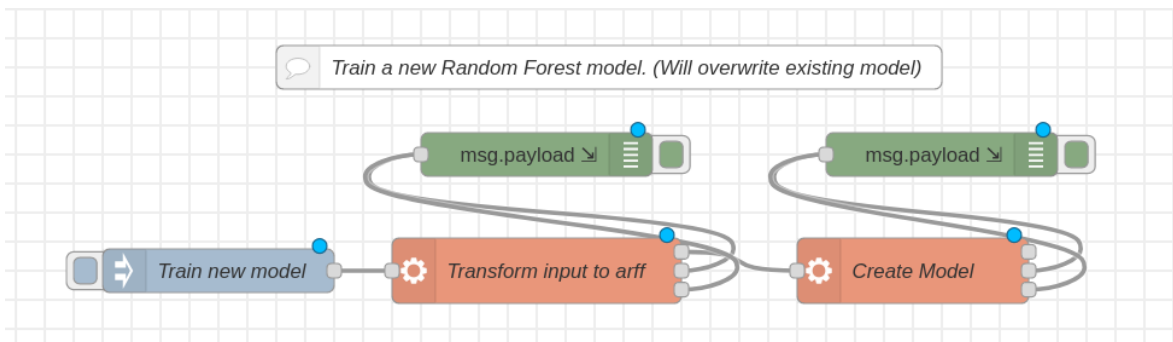 Train a new Random Forest model. (Will overwrite existing model)
msg.payload
msg.payload
Train new model
Transform input to arff
Create Model